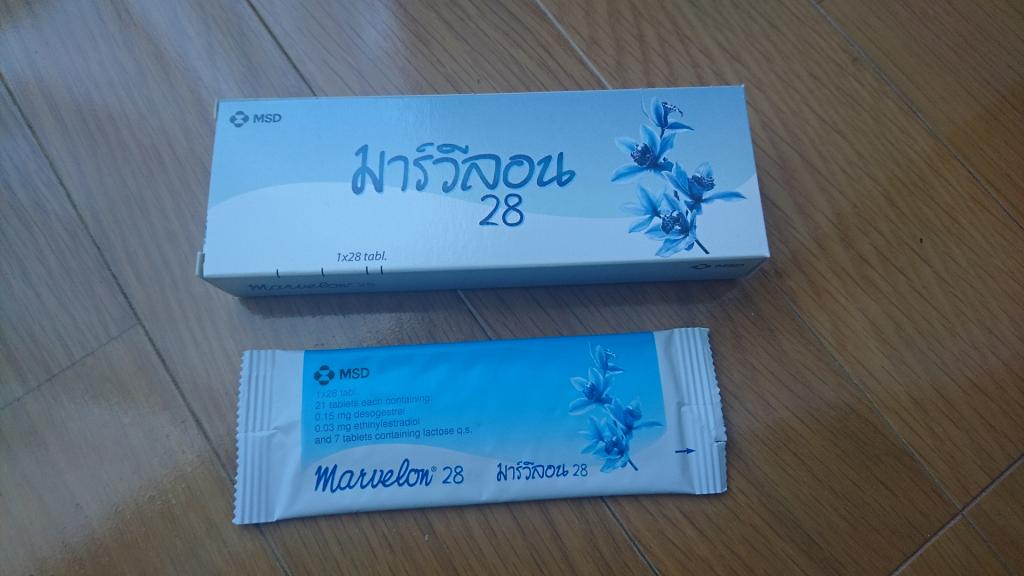 MSD
มาร์วีลอน
28
1x28 tabl.
marvelon 28
MSD
MSD
1x28 tabl.
21 tablets each containing:
0.15 mg desogestrel
0.03 mg ethinylestradiol
and 7 tablets containing lactose q.s.
marvelon® 28 มาร์วีลอน 28